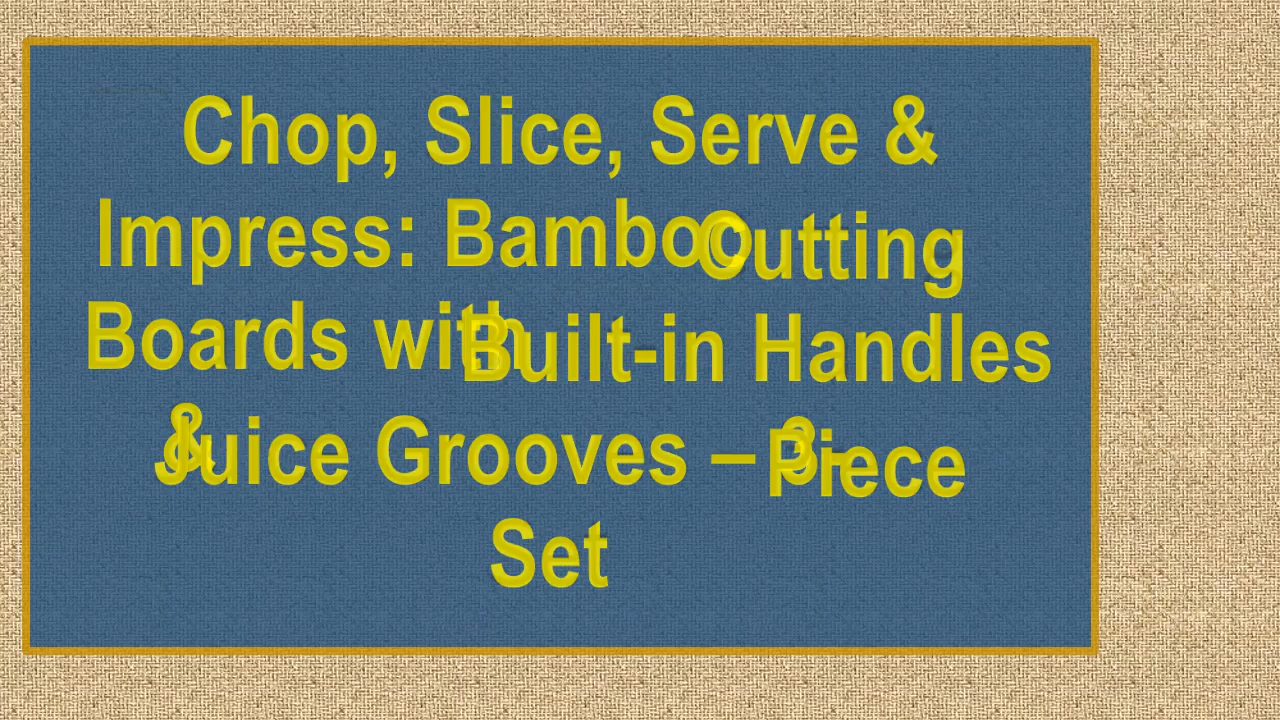 Chop, Slice, Serve &
Impress: Bamboo Cutting
Boards with Built-in Handles
& Juice Grooves – 3-Piece
Set